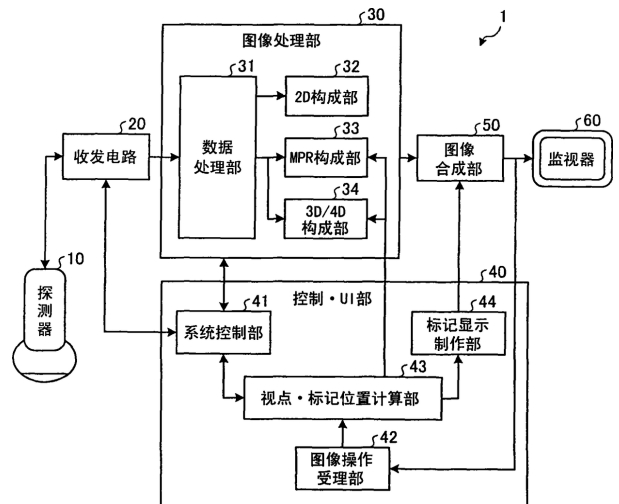 1
30
图像处理部
31
数据
处理部
32
2D构成部
33
MPR构成部
34
3D/4D
构成部
20
收发电路
10
探测器
50
图像
合成部
60
监视器
40
控制・UI部
41
系统控制部
44
标记显示
制作部
43
视点・标记位置计算部
42
图像操作
受理部